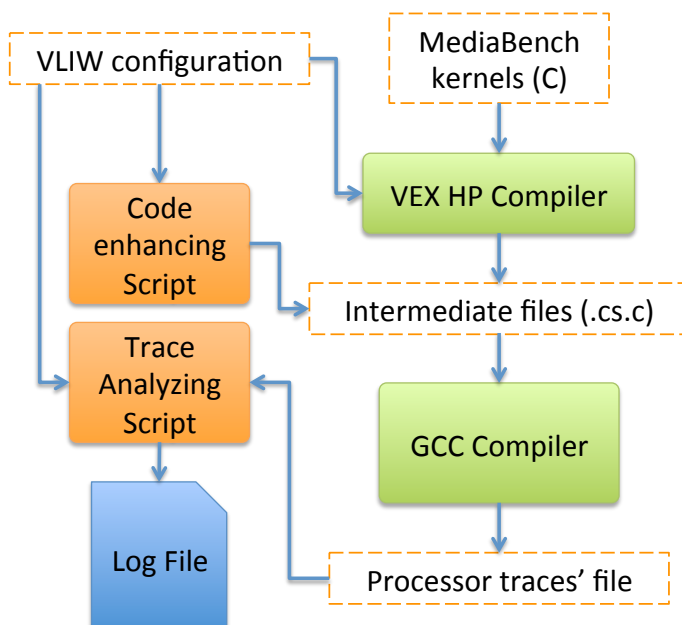 VLIW configuration
MediaBench
kernels (C)
VEX HP Compiler
Code
enhancing
Script
Intermediate files (.cs.c)
Trace
Analyzing
Script
GCC Compiler
Log File
Processor traces’ file